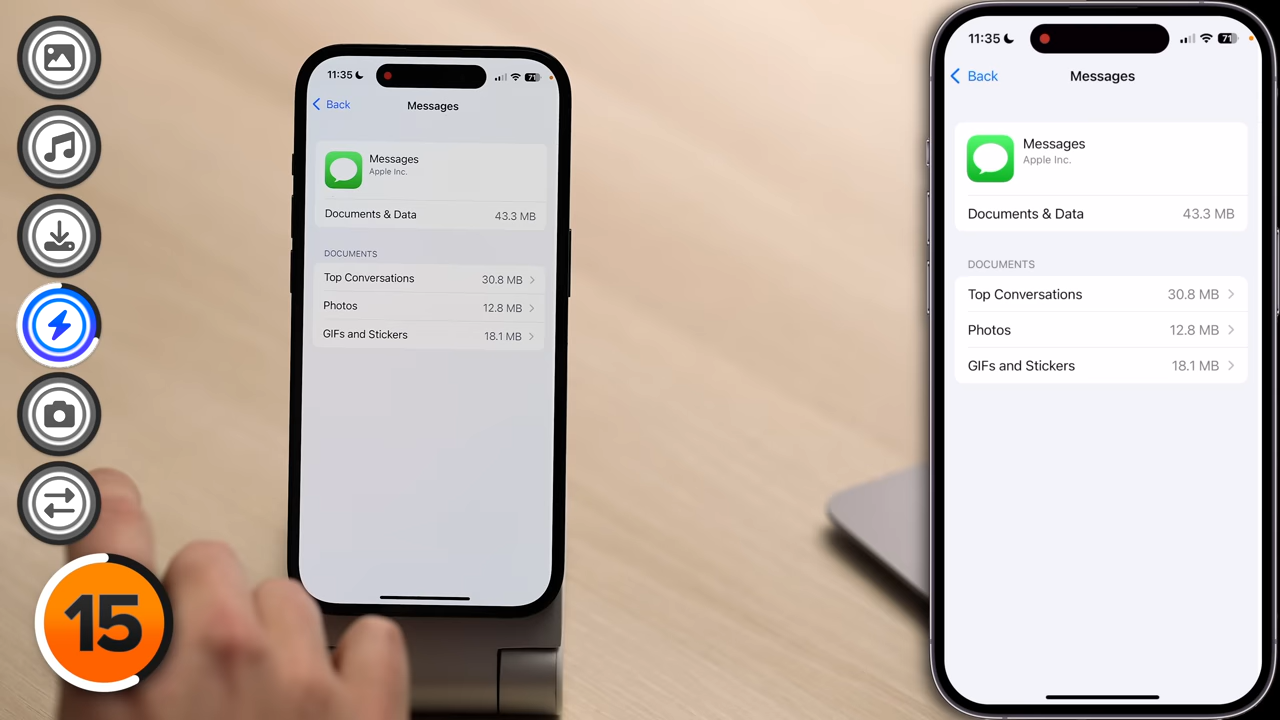 11:35
71
Back
Messages
Messages
Apple Inc.
Documents & Data
43.3 MB
DOCUMENTS
Top Conversations
30.8 MB
Photos
12.8 MB
GIFs and Stickers
18.1 MB
15
11:35
71
Back
Messages
Messages
Apple Inc.
Documents & Data
43.3 MB
DOCUMENTS
Top Conversations
30.8 MB
Photos
12.8 MB
GIFs and Stickers
18.1 MB